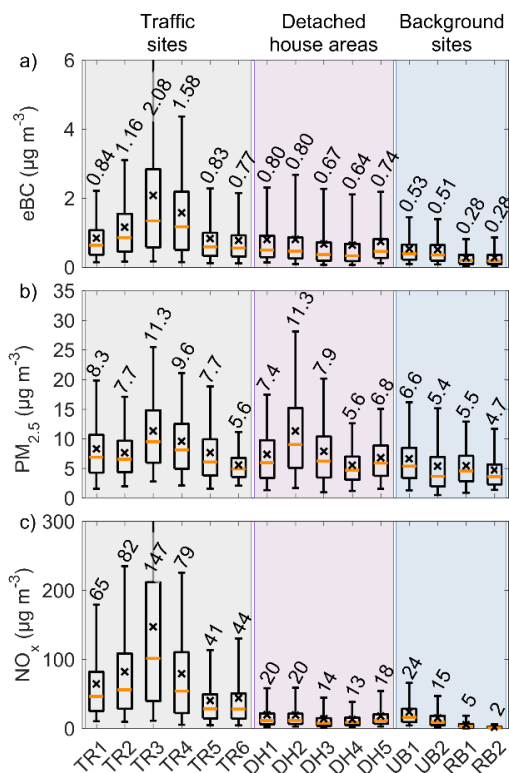 Traffic sites
Detached house areas
Background sites
a)
eBC (µg m⁻³)
6
4
2
0
0.84 1.16 2.08 1.58 0.83 0.77 0.80 0.80 0.67 0.64 0.74 0.53 0.51 0.28 0.28
b)
PM₂.₅ (µg m⁻³)
35
30
25
20
15
10
5
0
8.3 7.7 11.3 9.6 7.7 5.6 7.4 11.3 7.9 5.6 6.8 6.6 5.4 5.5 4.7
c)
NOₓ (µg m⁻³)
300
200
100
0
65 82 147 79 41 44 20 20 14 13 18 24 15 5 2
TR1 TR2 TR3 TR4 TR5 TR6 DH1 DH2 DH3 DH4 DH5 UB1 UB2 RB1 RB2